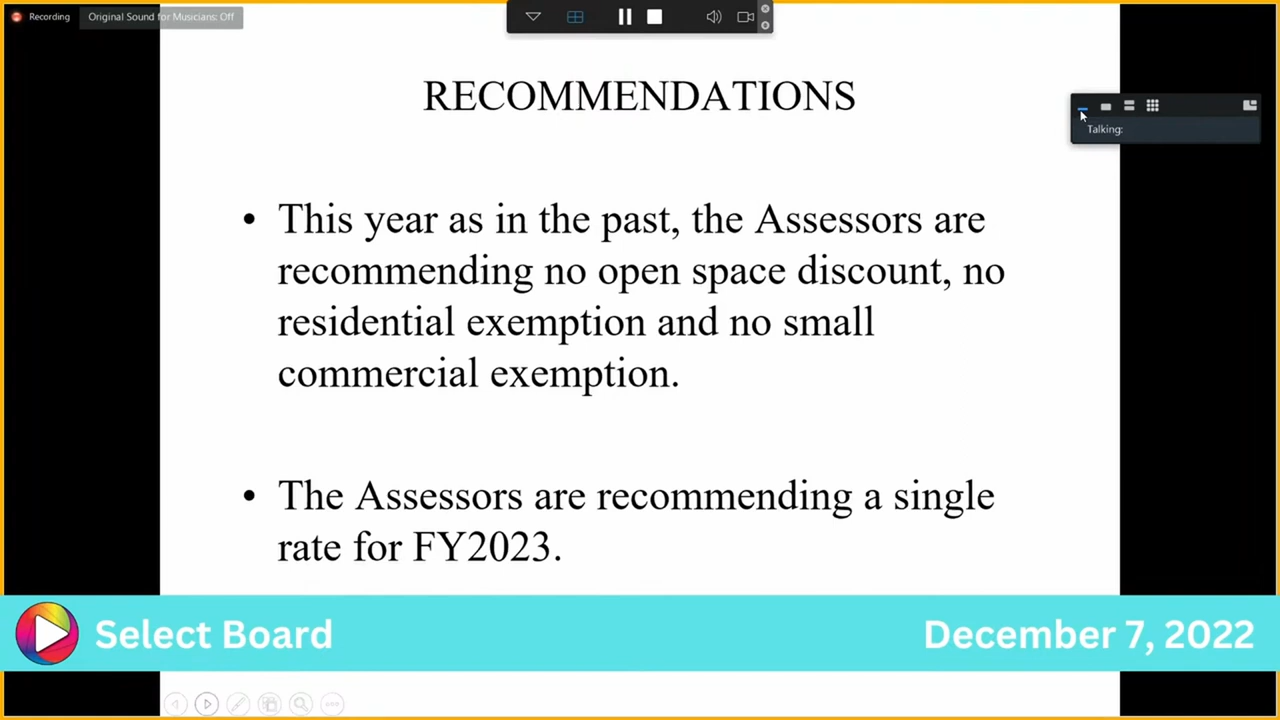 Recording
Original Sound for Musicians: Off
RECOMMENDATIONS
Talking:
• This year as in the past, the Assessors are
recommending no open space discount, no
residential exemption and no small
commercial exemption.
• The Assessors are recommending a single
rate for FY2023.
Select Board
December 7, 2022